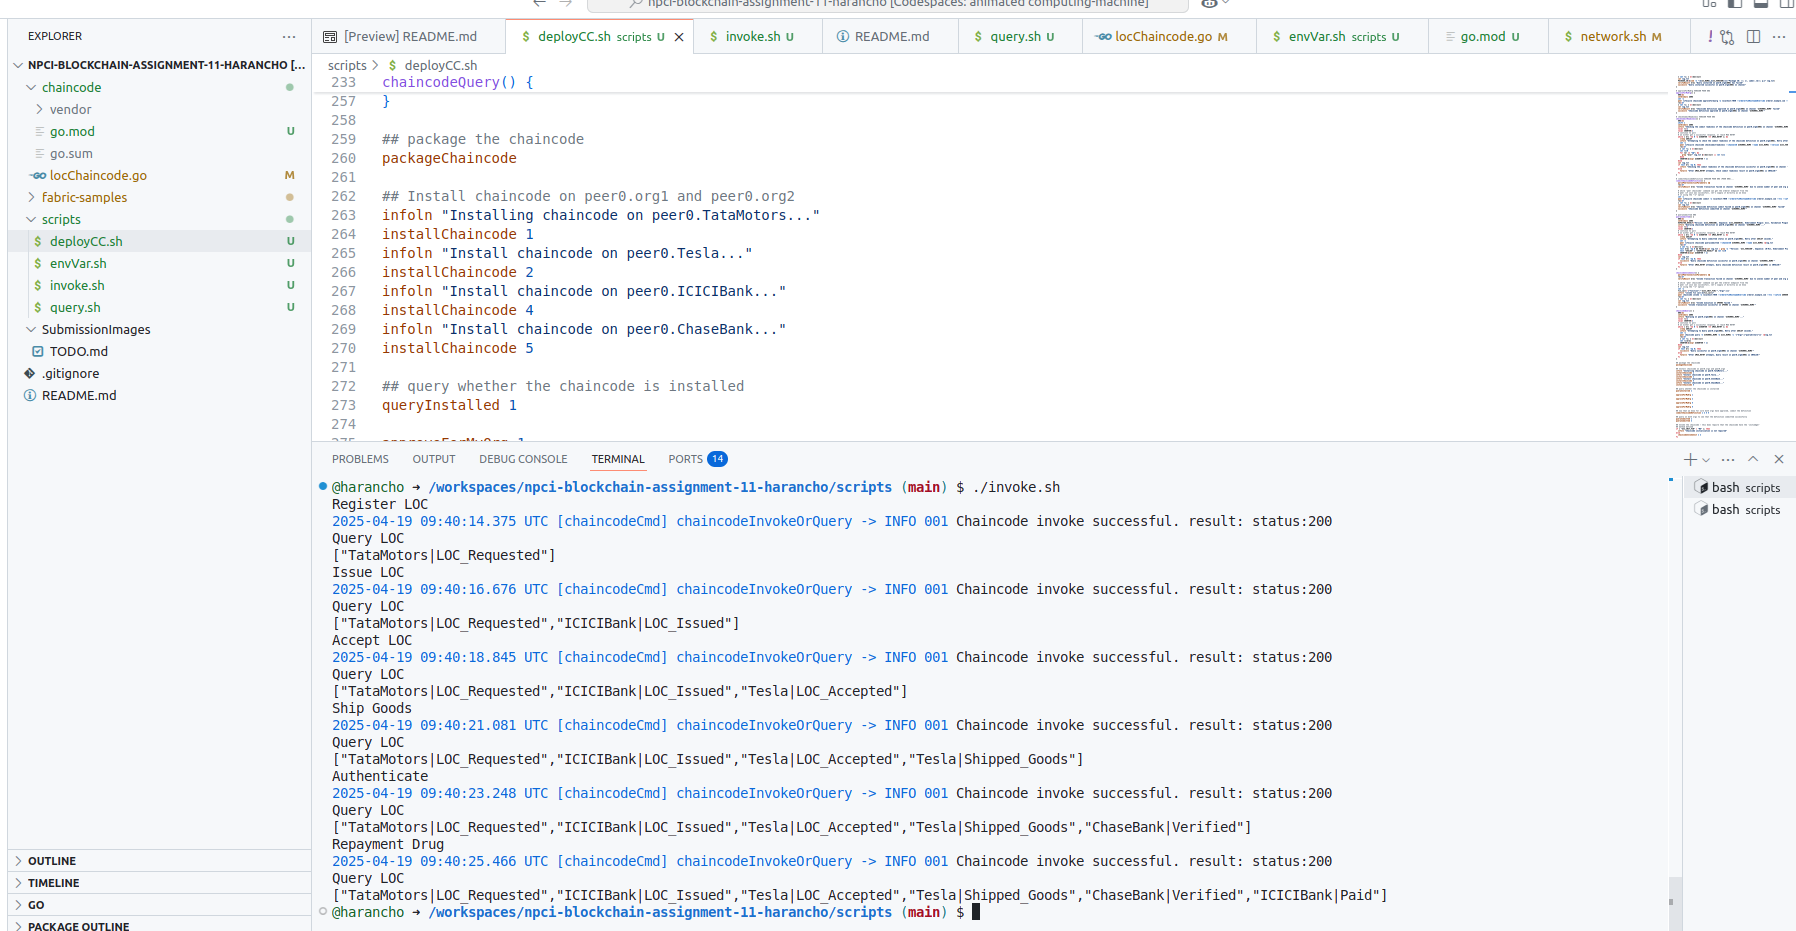 npci-blockchain-assignment-11-harancho [Codespaces: animated computing-machine]
EXPLORER
NPCI-BLOCKCHAIN-ASSIGNMENT-11-HARANCHO [...
chaincode
vendor
go.mod U
go.sum
locChaincode.go M
fabric-samples
scripts
deployCC.sh U
envVar.sh U
invoke.sh U
query.sh U
SubmissionImages
TODO.md
.gitignore
README.md
OUTLINE
TIMELINE
GO
PACKAGE OUTLINE
[Preview] README.md
$ deployCC.sh scripts U
$ invoke.sh U
README.md
$ query.sh U
locChaincode.go M
$ envVar.sh scripts U
go.mod U
$ network.sh M
scripts > $ deployCC.sh
233 chaincodeQuery() {
257 }
258
259 ## package the chaincode
260 packageChaincode
261
262 ## Install chaincode on peer0.org1 and peer0.org2
263 infoln "Installing chaincode on peer0.TataMotors..."
264 installChaincode 1
265 infoln "Install chaincode on peer0.Tesla..."
266 installChaincode 2
267 infoln "Install chaincode on peer0.ICICIBank..."
268 installChaincode 4
269 infoln "Install chaincode on peer0.ChaseBank..."
270 installChaincode 5
271
272 ## query whether the chaincode is installed
273 queryInstalled 1
274
275 approveForMyOrg 1
PROBLEMS OUTPUT DEBUG CONSOLE TERMINAL PORTS 14
@harancho ➜ /workspaces/npci-blockchain-assignment-11-harancho/scripts (main) $ ./invoke.sh
Register LOC
2025-04-19 09:40:14.375 UTC [chaincodeCmd] chaincodeInvokeOrQuery -> INFO 001 Chaincode invoke successful. result: status:200
Query LOC
["TataMotors|LOC_Requested"]
Issue LOC
2025-04-19 09:40:16.676 UTC [chaincodeCmd] chaincodeInvokeOrQuery -> INFO 001 Chaincode invoke successful. result: status:200
Query LOC
["TataMotors|LOC_Requested","ICICIBank|LOC_Issued"]
Accept LOC
2025-04-19 09:40:18.845 UTC [chaincodeCmd] chaincodeInvokeOrQuery -> INFO 001 Chaincode invoke successful. result: status:200
Query LOC
["TataMotors|LOC_Requested","ICICIBank|LOC_Issued","Tesla|LOC_Accepted"]
Ship Goods
2025-04-19 09:40:21.081 UTC [chaincodeCmd] chaincodeInvokeOrQuery -> INFO 001 Chaincode invoke successful. result: status:200
Query LOC
["TataMotors|LOC_Requested","ICICIBank|LOC_Issued","Tesla|LOC_Accepted","Tesla|Shipped_Goods"]
Authenticate
2025-04-19 09:40:23.248 UTC [chaincodeCmd] chaincodeInvokeOrQuery -> INFO 001 Chaincode invoke successful. result: status:200
Query LOC
["TataMotors|LOC_Requested","ICICIBank|LOC_Issued","Tesla|LOC_Accepted","Tesla|Shipped_Goods","ChaseBank|Verified"]
Repayment Drug
2025-04-19 09:40:25.466 UTC [chaincodeCmd] chaincodeInvokeOrQuery -> INFO 001 Chaincode invoke successful. result: status:200
Query LOC
["TataMotors|LOC_Requested","ICICIBank|LOC_Issued","Tesla|LOC_Accepted","Tesla|Shipped_Goods","ChaseBank|Verified","ICICIBank|Paid"]
@harancho ➜ /workspaces/npci-blockchain-assignment-11-harancho/scripts (main) $
bash scripts
bash scripts